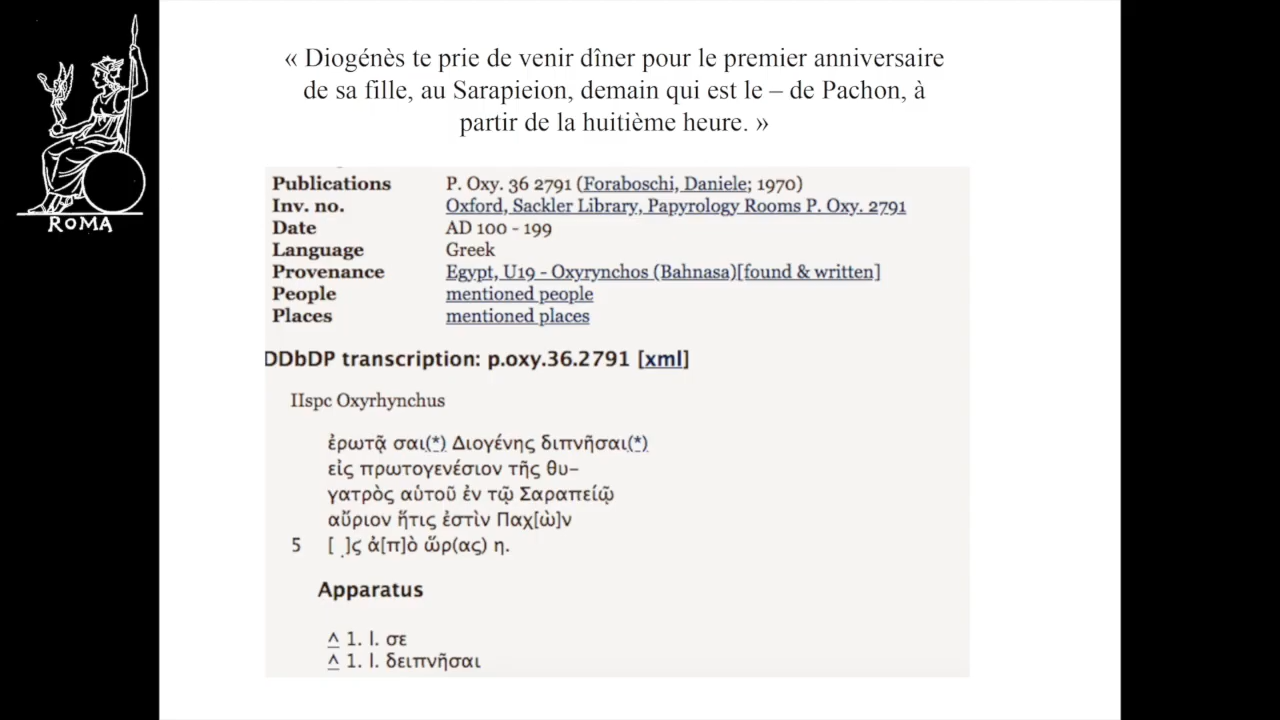 ROMA
« Diogénès te prie de venir dîner pour le premier anniversaire
de sa fille, au Sarapieion, demain qui est le – de Pachon, à
partir de la huitième heure. »
Publications P. Oxy. 36 2791 (Foraboschi, Daniele; 1970)
Inv. no. Oxford, Sackler Library, Papyrology Rooms P. Oxy. 2791
Date AD 100 - 199
Language Greek
Provenance Egypt, U19 - Oxyrynchos (Bahnasa)[found & written]
People mentioned people
Places mentioned places
DDbDP transcription: p.oxy.36.2791 [xml]
IIspc Oxyrhynchus
ἐρωτᾷ σαι(*) Διογένης διπνῆσαι(*)
εἰς πρωτογενέσιον τῆς θυ-
γατρὸς αὑτοῦ ἐν τῷ Σαραπείῳ
αὔριον ἥτις ἐστὶν Παχ[ὼ]ν
5 [ ̣]ς ἀ[π]ὸ ὥρ(ας) η.
Apparatus
^ 1. l. σε
^ 1. l. δειπνῆσαι